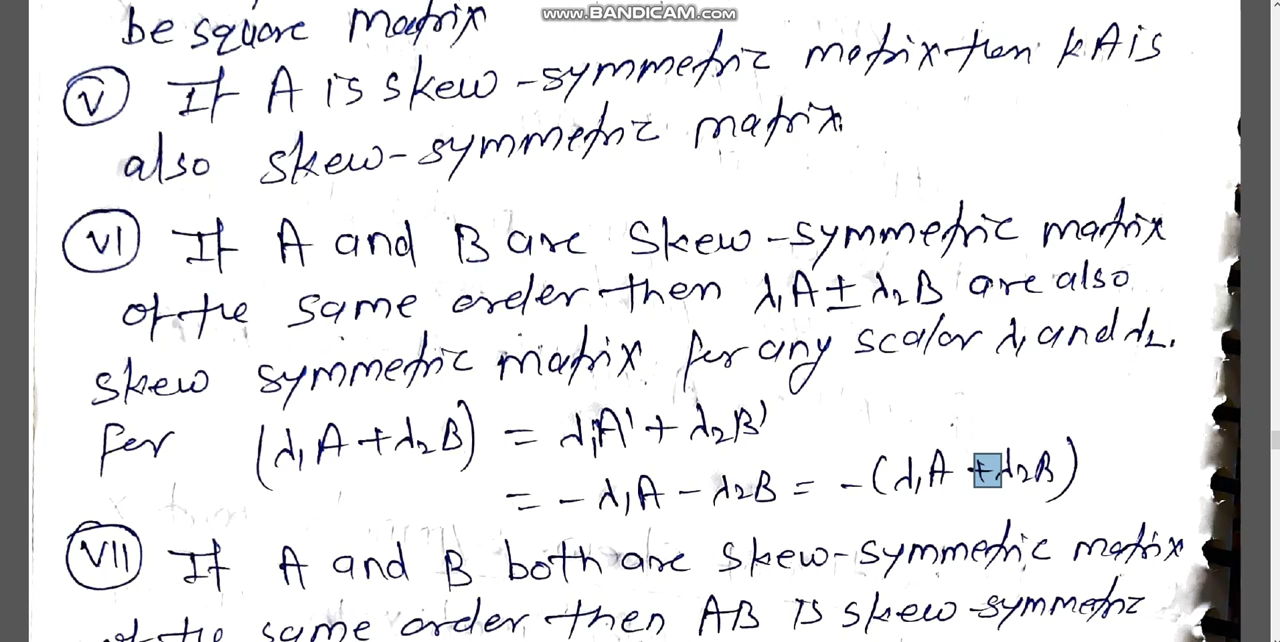 www.BANDICAM.com
be square matrix
(V) If A is skew-symmetric matrix then kA is
also skew-symmetric matrix.
(VI) If A and B are skew-symmetric matrix
of the same order then λ₁A ± λ₂B are also
skew symmetric matrix for any scalar λ₁ and λ₂.
for (λ₁A + λ₂B) = λ₁A' + λ₂B'
= - λ₁A - λ₂B = -(λ₁A + λ₂B)
(VII) If A and B both are skew-symmetric matrix
of the same order then AB is skew-symmetric